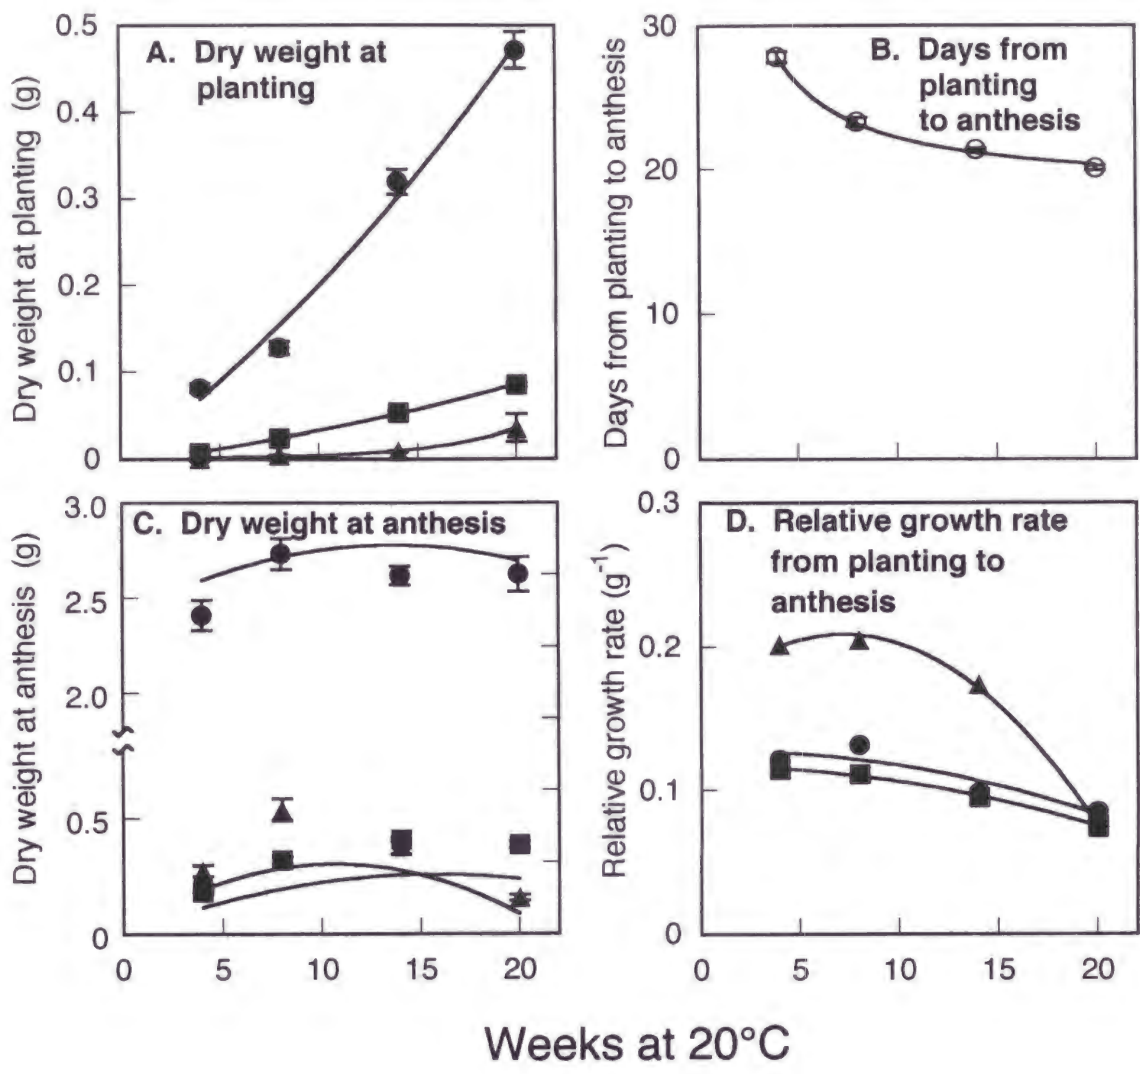 A. Dry weight at
planting
Dry weight at planting (g)
0.5
0.4
0.3
0.2
0.1
0
B. Days from
planting
to anthesis
Days from planting to anthesis
30
20
10
0
C. Dry weight at anthesis
Dry weight at anthesis (g)
3.0
2.5
2.0
0.5
0
0 5 10 15 20
D. Relative growth rate
from planting to
anthesis
Relative growth rate (g⁻¹)
0.3
0.2
0.1
0
0 5 10 15 20
Weeks at 20°C